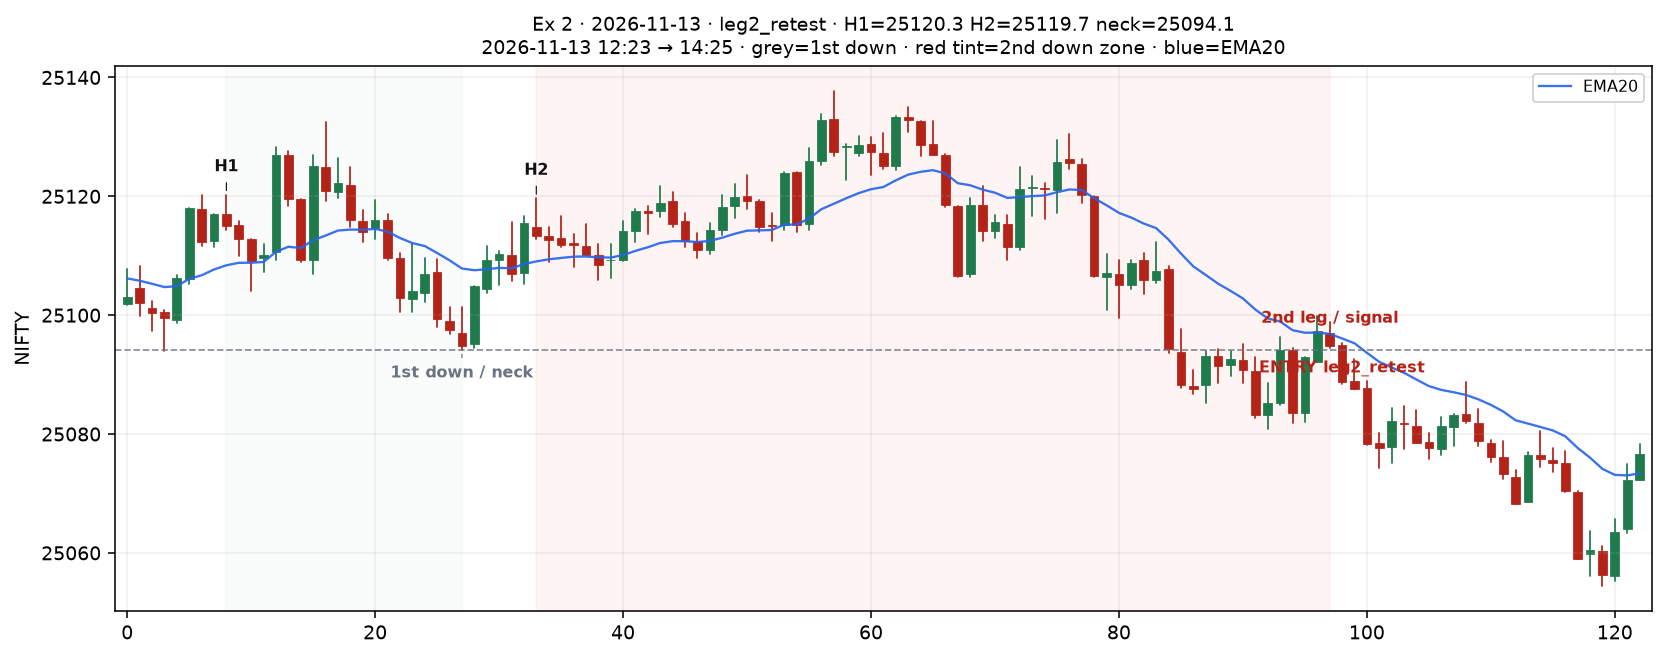 Ex 2 · 2026-11-13 · leg2_retest · H1=25120.3 H2=25119.7 neck=25094.1
2026-11-13 12:23 → 14:25 · grey=1st down · red tint=2nd down zone · blue=EMA20
25140
EMA20
H1
H2
25120
2nd leg / signal
25100
NIFTY
1st down / neck
ENTRY leg2_retest
25080
25060
0
20
40
60
80
100
120